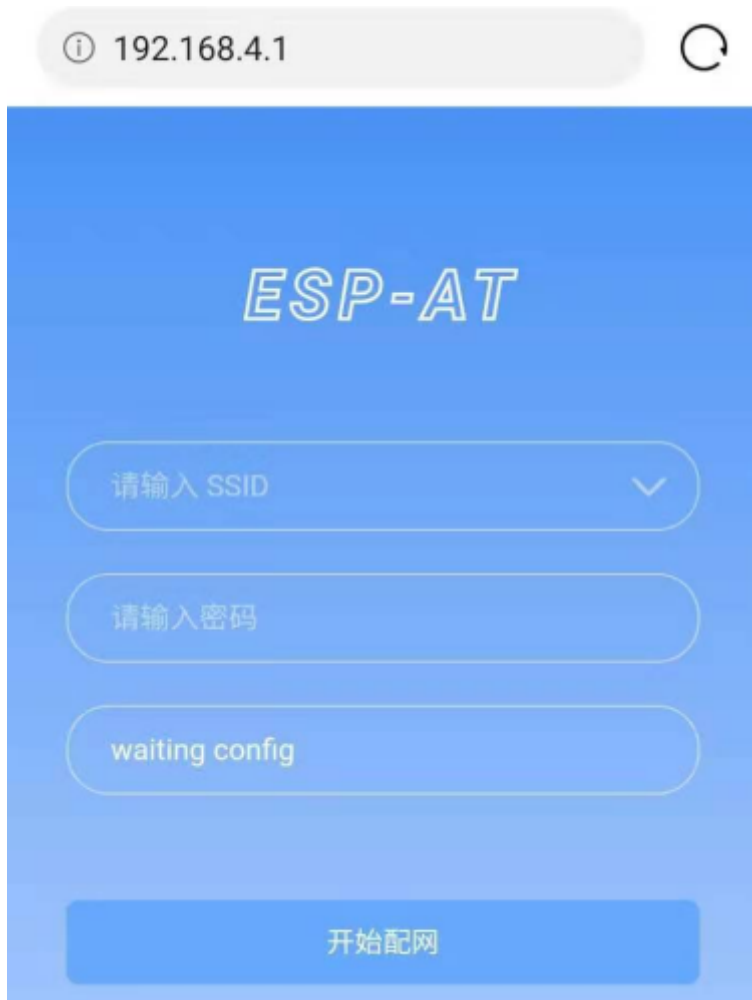 192.168.4.1
ESP-AT
请输入 SSID
请输入密码
waiting config
开始配网